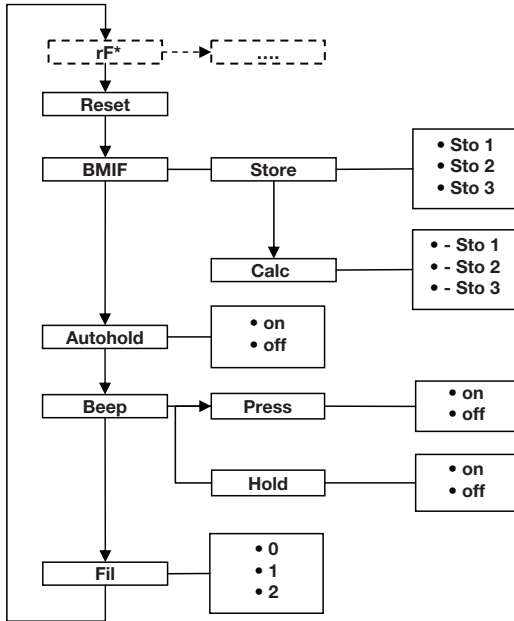 rF*
....
Reset
BMIF
Store
• Sto 1
• Sto 2
• Sto 3
Calc
• - Sto 1
• - Sto 2
• - Sto 3
Autohold
• on
• off
Beep
Press
• on
• off
Hold
• on
• off
Fil
• 0
• 1
• 2